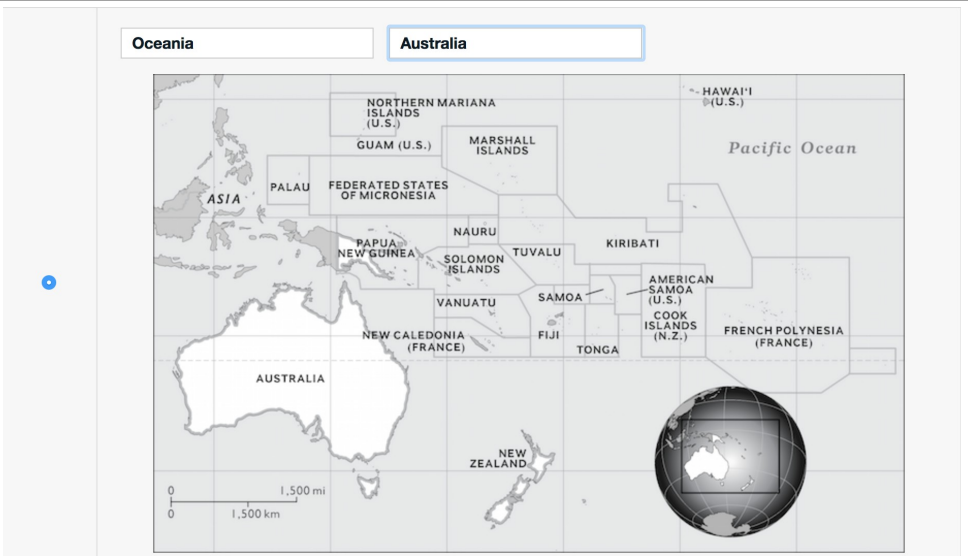 Oceania
Australia
HAWAI'I
(U.S.)
NORTHERN MARIANA
ISLANDS
(U.S.)
GUAM (U.S.)
MARSHALL
ISLANDS
Pacific Ocean
ASIA
PALAU
FEDERATED STATES
OF MICRONESIA
NAURU
PAPUA
NEW GUINEA
SOLOMON
ISLANDS
TUVALU
KIRIBATI
VANUATU
SAMOA
AMERICAN
SAMOA
(U.S.)
NEW CALEDONIA
(FRANCE)
FIJI
TONGA
COOK
ISLANDS
(N.Z.)
FRENCH POLYNESIA
(FRANCE)
AUSTRALIA
NEW
ZEALAND
0 1,500 mi
0 1,500 km